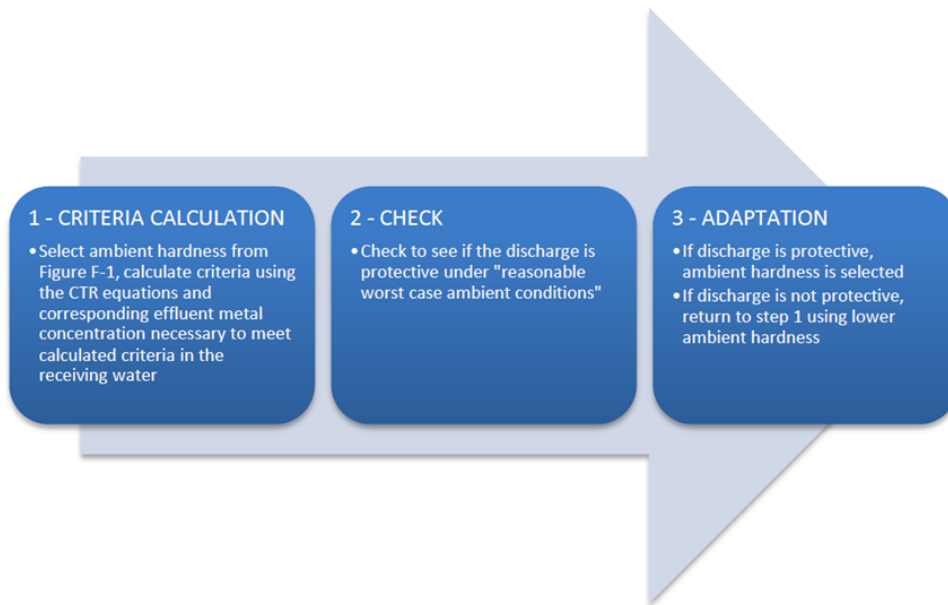 1 - CRITERIA CALCULATION
• Select ambient hardness from
Figure F-1, calculate criteria using
the CTR equations and
corresponding effluent metal
concentration necessary to meet
calculated criteria in the
receiving water
2 - CHECK
• Check to see if the discharge is
protective under "reasonable
worst case ambient conditions"
3 - ADAPTATION
• If discharge is protective,
ambient hardness is selected
• If discharge is not protective,
return to step 1 using lower
ambient hardness